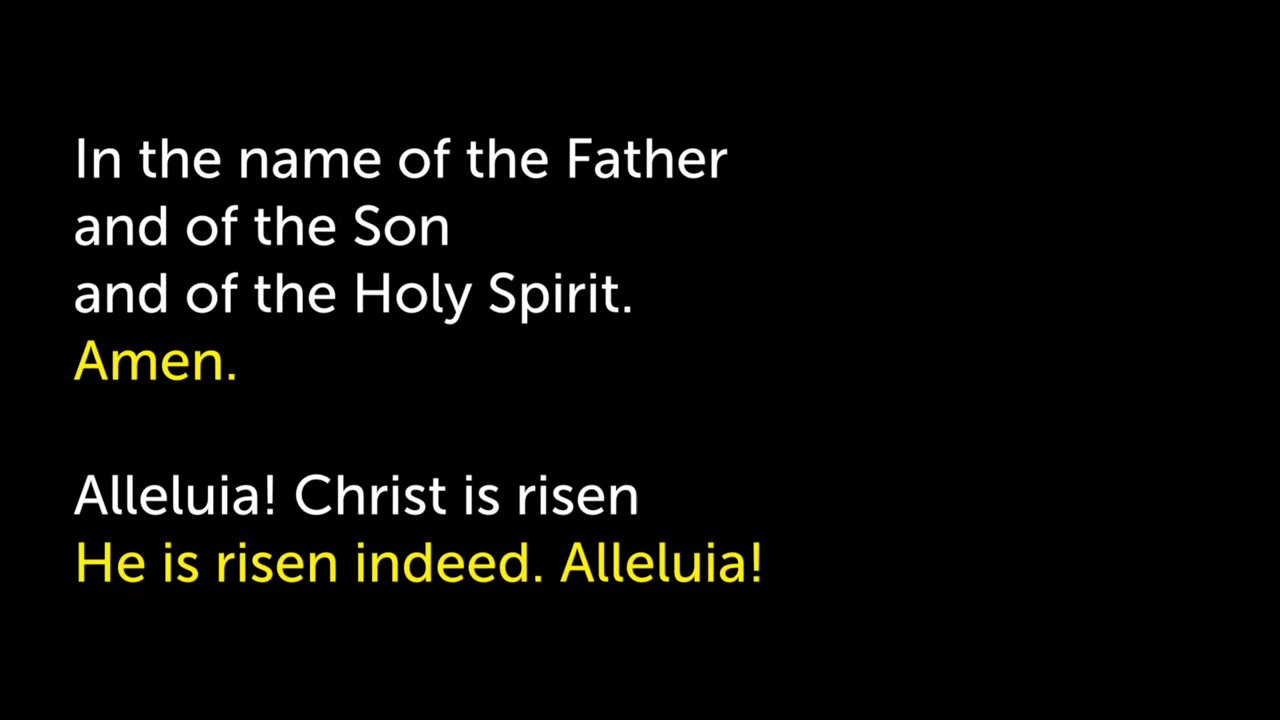 In the name of the Father
and of the Son
and of the Holy Spirit.
Amen.
Alleluia! Christ is risen
He is risen indeed. Alleluia!